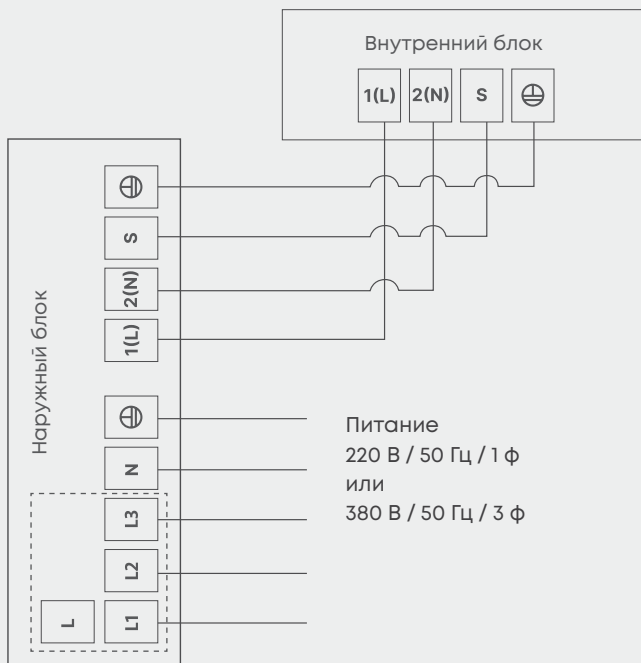 Внутренний блок
1(L) 2(N) S
Наружный блок
S
2(N)
1(L)
N
L3
L2
L L1
Питание
220 В / 50 Гц / 1 ф
или
380 В / 50 Гц / 3 ф